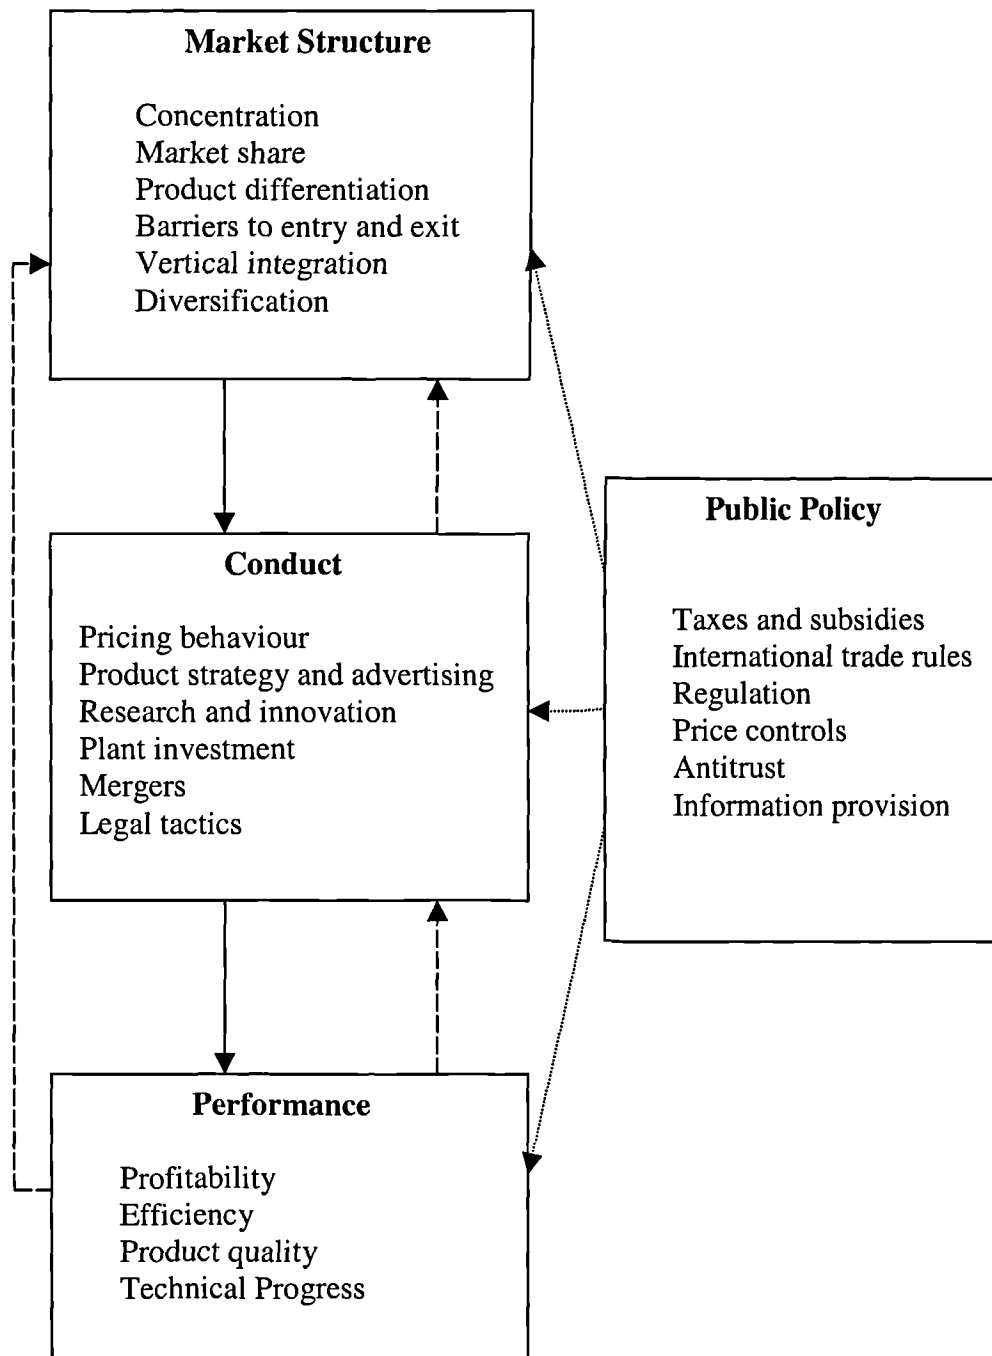 Market Structure
Concentration
Market share
Product differentiation
Barriers to entry and exit
Vertical integration
Diversification
Conduct
Pricing behaviour
Product strategy and advertising
Research and innovation
Plant investment
Mergers
Legal tactics
Public Policy
Taxes and subsidies
International trade rules
Regulation
Price controls
Antitrust
Information provision
Performance
Profitability
Efficiency
Product quality
Technical Progress